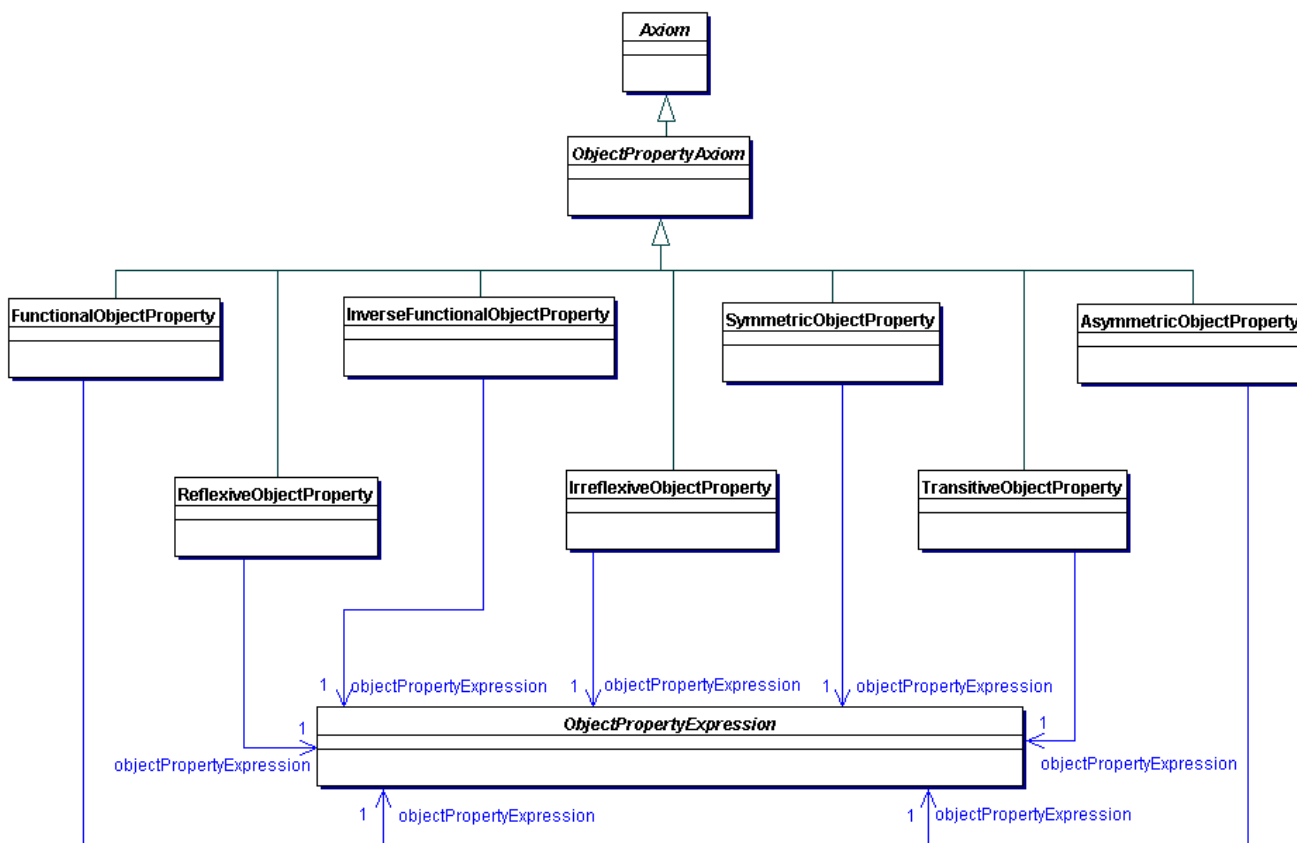 Axiom
ObjectPropertyAxiom
FunctionalObjectProperty
InverseFunctionalObjectProperty
SymmetricObjectProperty
AsymmetricObjectProperty
ReflexiveObjectProperty
IrreflexiveObjectProperty
TransitiveObjectProperty
1 objectPropertyExpression
1 objectPropertyExpression
1 objectPropertyExpression
ObjectPropertyExpression
1
objectPropertyExpression
1
objectPropertyExpression
1 objectPropertyExpression
1 objectPropertyExpression